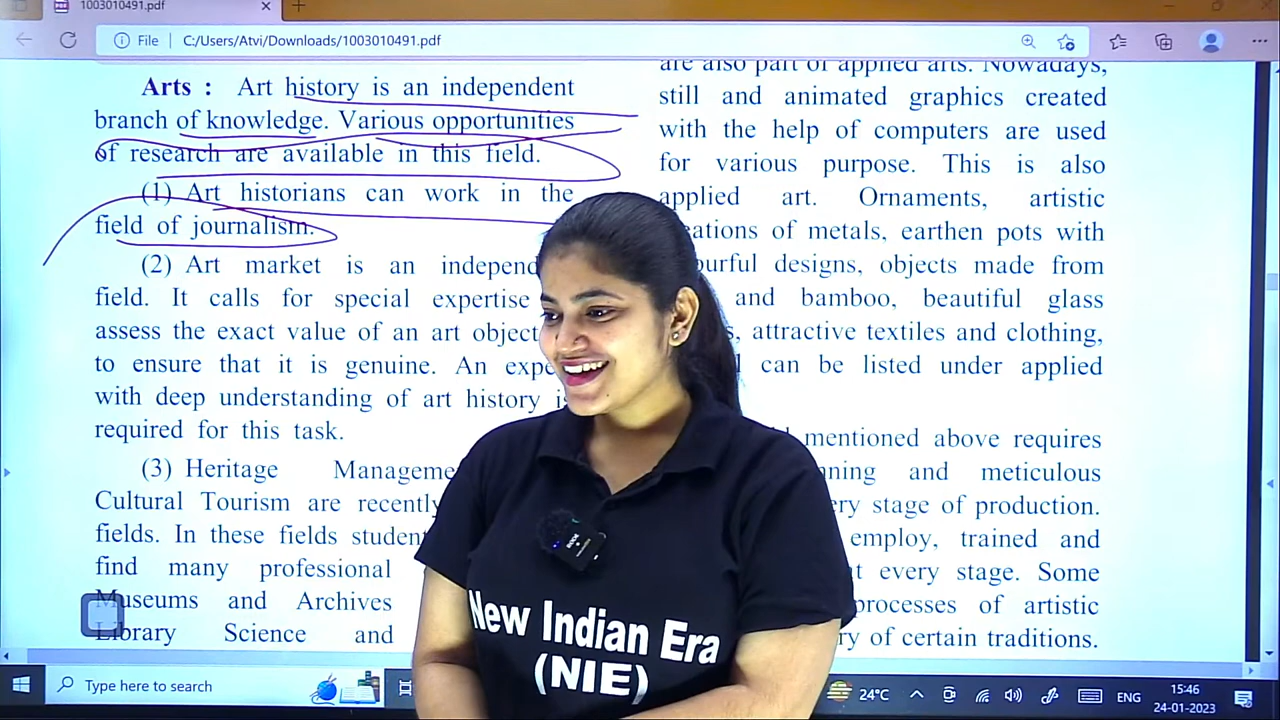 1003010491.pdf
File
C:/Users/Atvi/Downloads/1003010491.pdf
Arts : Art history is an independent
branch of knowledge. Various opportunities
of research are available in this field.
(1) Art historians can work in the
field of journalism.
(2) Art market is an
field. It calls for special expertise
assess the exact value of an art object
to ensure that it is genuine. An
with deep understanding of art history
required for this task.
(3) Heritage
Cultural Tourism are recently
fields. In these fields
find many professional
Museums and Archives
Library Science and
are also part of applied arts. Nowadays,
still and animated graphics created
with the help of computers are used
for various purpose. This is also
applied art. Ornaments, artistic
of metals, earthen pots with
designs, objects made from
and bamboo, beautiful glass
attractive textiles and clothing,
can be listed under applied
mentioned above requires
and meticulous
stage of production.
employ, trained and
every stage. Some
processes of artistic
of certain traditions.
New Indian Era
(NIE)
Type here to search
24°C
ENG
15:46
24-01-2023